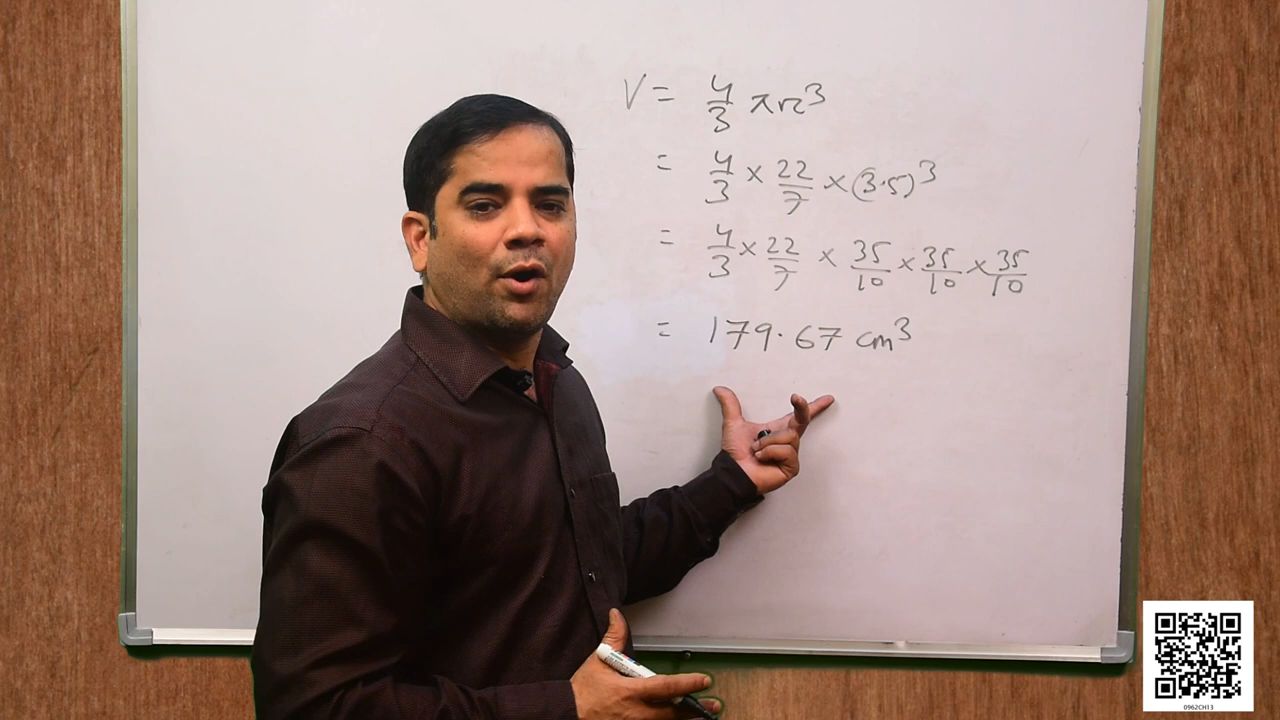 V = 4/3 πr³
= 4/3 × 22/7 × (3.5)³
= 4/3 × 22/7 × 35/10 × 35/10 × 35/10
= 179.67 cm³
0962CH13